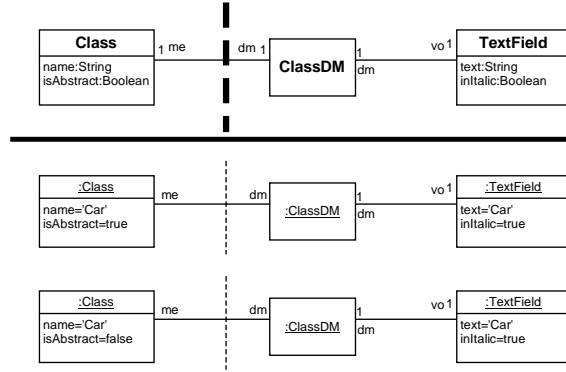 Class
name:String
isAbstract:Boolean
1 me
dm 1
ClassDM
1
dm
vo 1
TextField
text:String
inItalic:Boolean
:Class
name='Car'
isAbstract=true
me
dm
:ClassDM
1
dm
vo 1
:TextField
text='Car'
inItalic=true
:Class
name='Car'
isAbstract=false
me
dm
:ClassDM
1
dm
vo 1
:TextField
text='Car'
inItalic=true